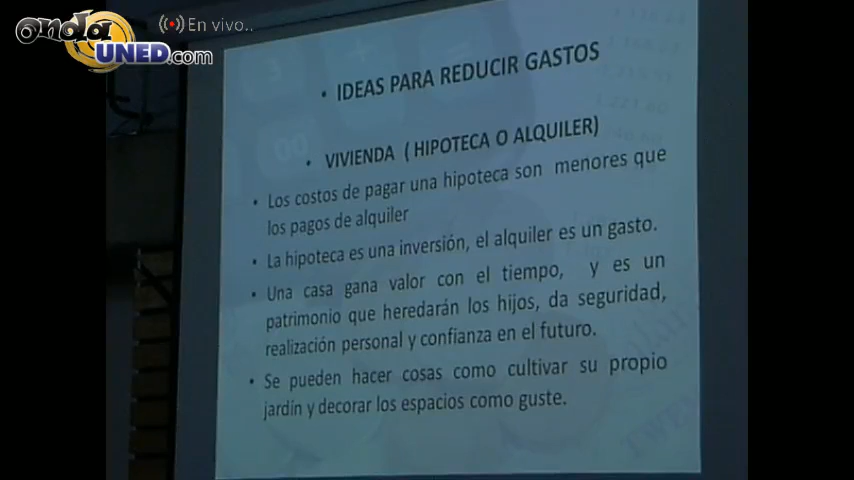 onda
UNED.com
En vivo..
• IDEAS PARA REDUCIR GASTOS
• VIVIENDA ( HIPOTECA O ALQUILER)
• Los costos de pagar una hipoteca son menores que
los pagos de alquiler
• La hipoteca es una inversión, el alquiler es un gasto.
• Una casa gana valor con el tiempo, y es un
patrimonio que heredarán los hijos, da seguridad,
realización personal y confianza en el futuro.
• Se pueden hacer cosas como cultivar su propio
jardín y decorar los espacios como guste.